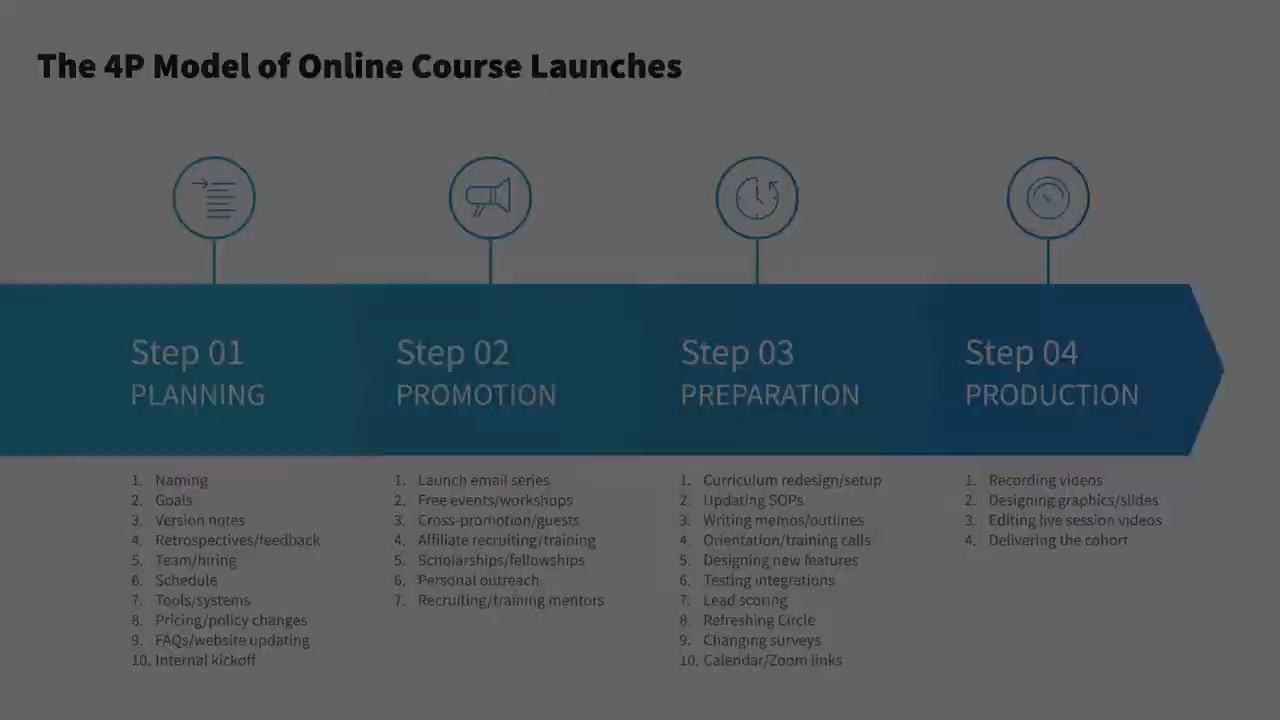 The 4P Model of Online Course Launches
Step 01
PLANNING
1. Naming
2. Goals
3. Version notes
4. Retrospectives/feedback
5. Team/hiring
6. Schedule
7. Tools/systems
8. Pricing/policy changes
9. FAQs/website updating
10. Internal kickoff
Step 02
PROMOTION
1. Launch email series
2. Free events/workshops
3. Cross-promotion/guests
4. Affiliate recruiting/training
5. Scholarships/fellowships
6. Personal outreach
7. Recruiting/training mentors
Step 03
PREPARATION
1. Curriculum redesign/setup
2. Updating SOPs
3. Writing memos/outlines
4. Orientation/training calls
5. Designing new features
6. Testing integrations
7. Lead scoring
8. Refreshing Circle
9. Changing surveys
10. Calendar/Zoom links
Step 04
PRODUCTION
1. Recording videos
2. Designing graphics/slides
3. Editing live session videos
4. Delivering the cohort